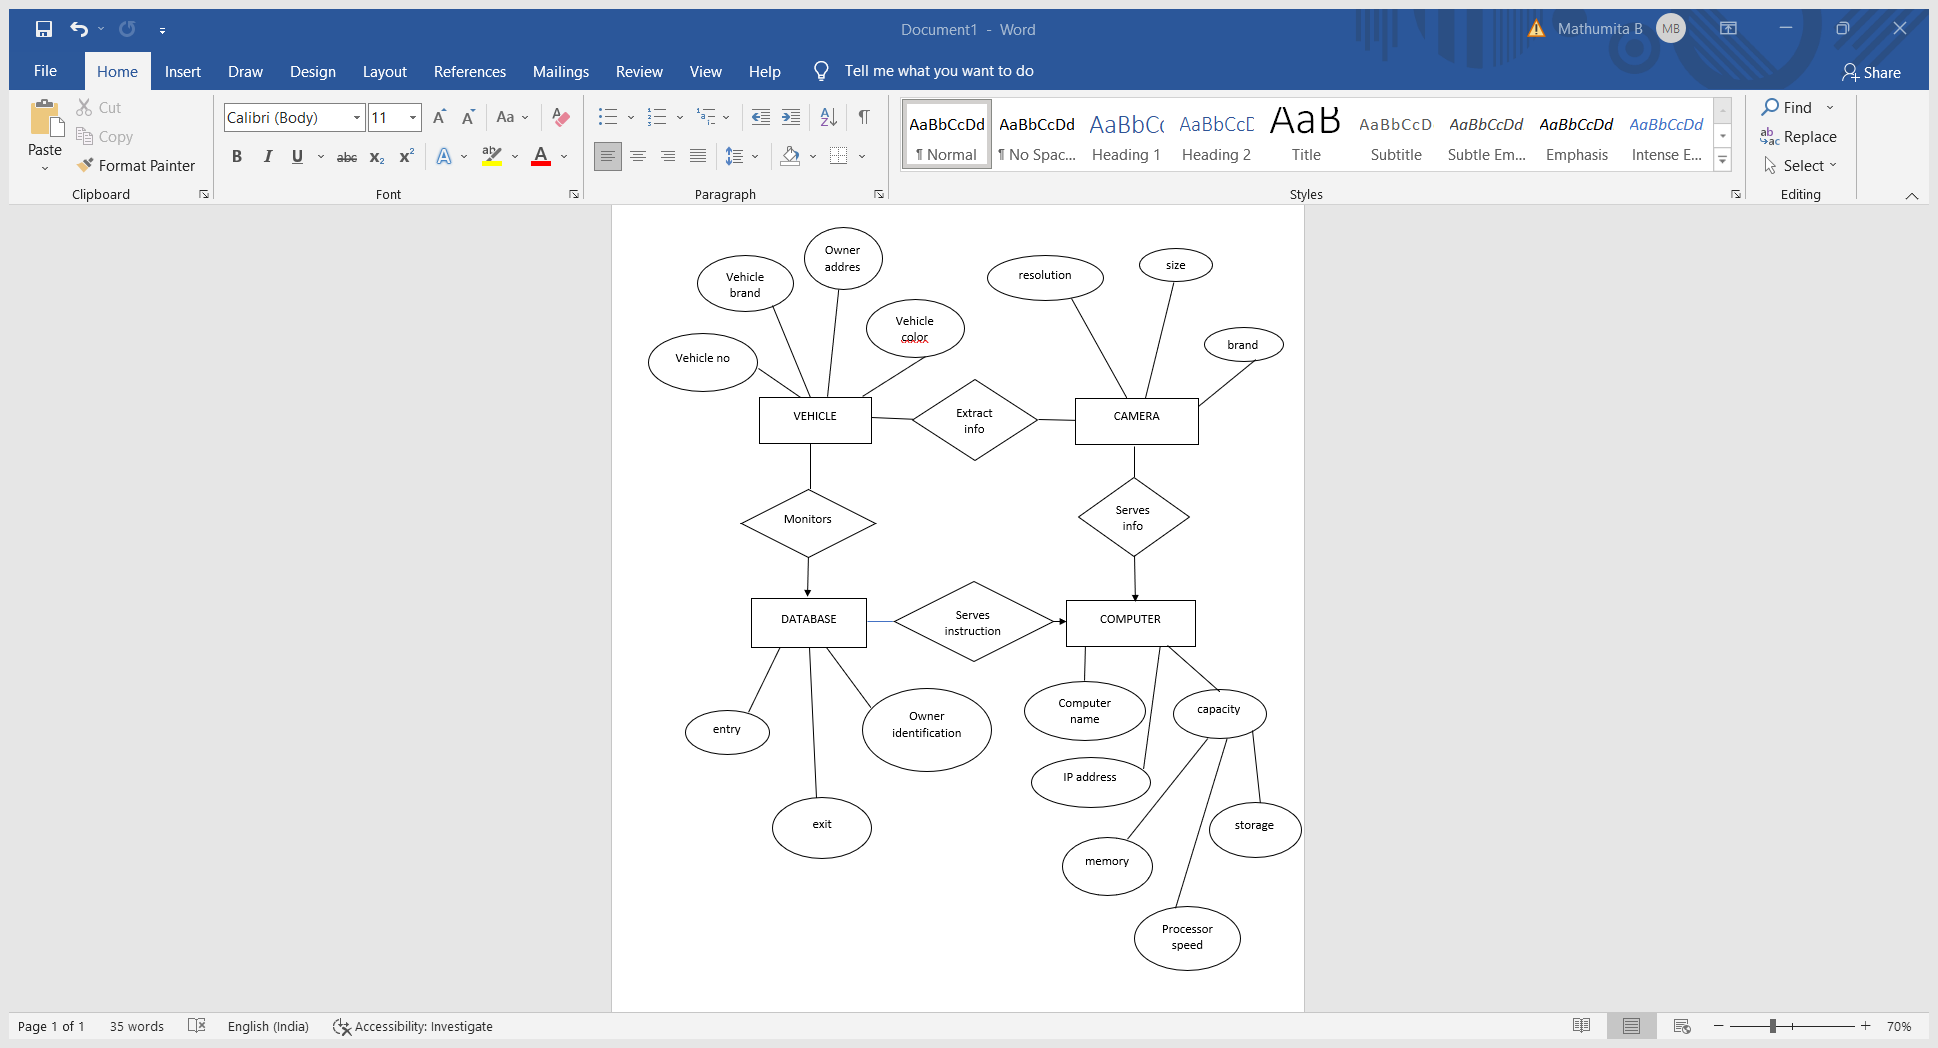 Document1 - Word
Mathumita B
MB
File
Home
Insert
Draw
Design
Layout
References
Mailings
Review
View
Help
Tell me what you want to do
Share
Paste
Cut
Copy
Format Painter
Clipboard
Calibri (Body)
11
Aa
B I U abc x₂ x²
Font
Paragraph
AaBbCcDd
¶ Normal
AaBbCcDd
¶ No Spac...
AaBbC
Heading 1
AaBbCc
Heading 2
AaB
Title
AaBbCcD
Subtitle
AaBbCcDd
Subtle Em...
AaBbCcDd
Emphasis
AaBbCcDd
Intense E...
Styles
Find
Replace
Select
Editing
Owner
addres
Vehicle
brand
Vehicle
color
Vehicle no
resolution
size
brand
VEHICLE
Extract
info
CAMERA
Monitors
Serves
info
DATABASE
Serves
instruction
COMPUTER
entry
exit
Owner
identification
Computer
name
IP address
capacity
memory
storage
Processor
speed
Page 1 of 1
35 words
English (India)
Accessibility: Investigate
70%